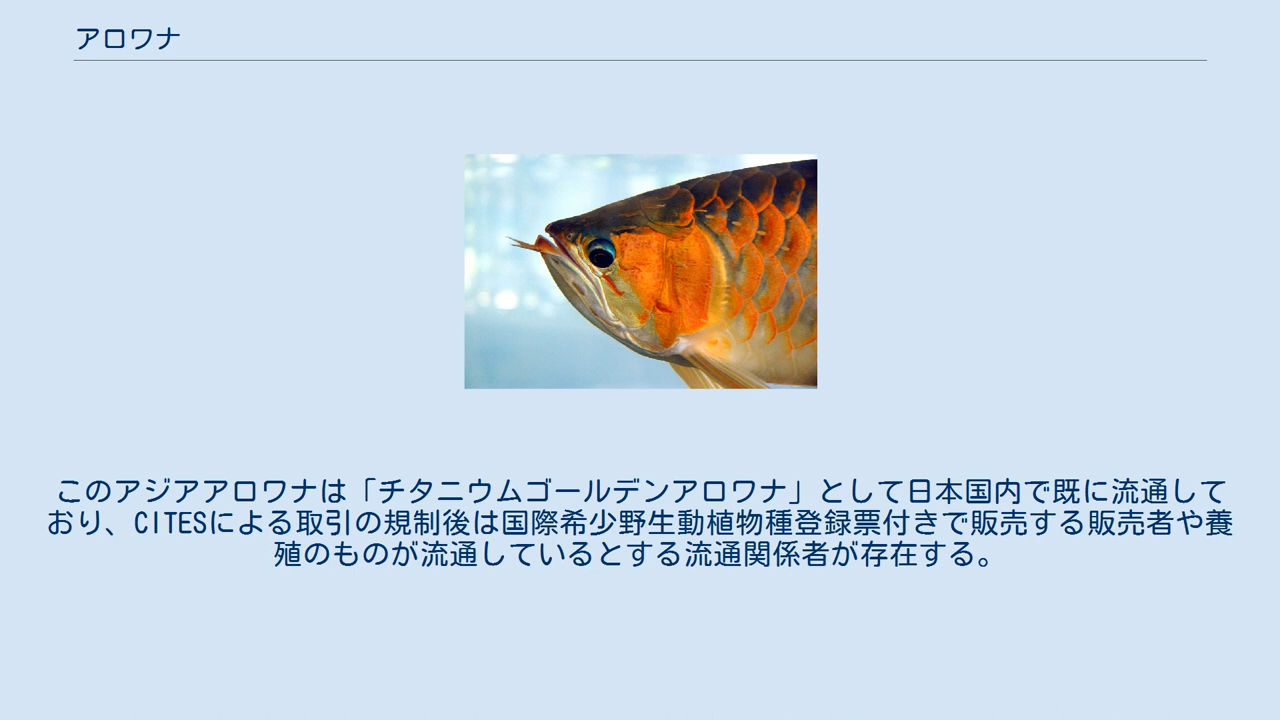 アロワナ
このアジアアロワナは「チタニウムゴールデンアロワナ」として日本国内で既に流通して
おり、CITESによる取引の規制後は国際希少野生動植物種登録票付きで販売する販売者や養
殖のものが流通しているとする流通関係者が存在する。